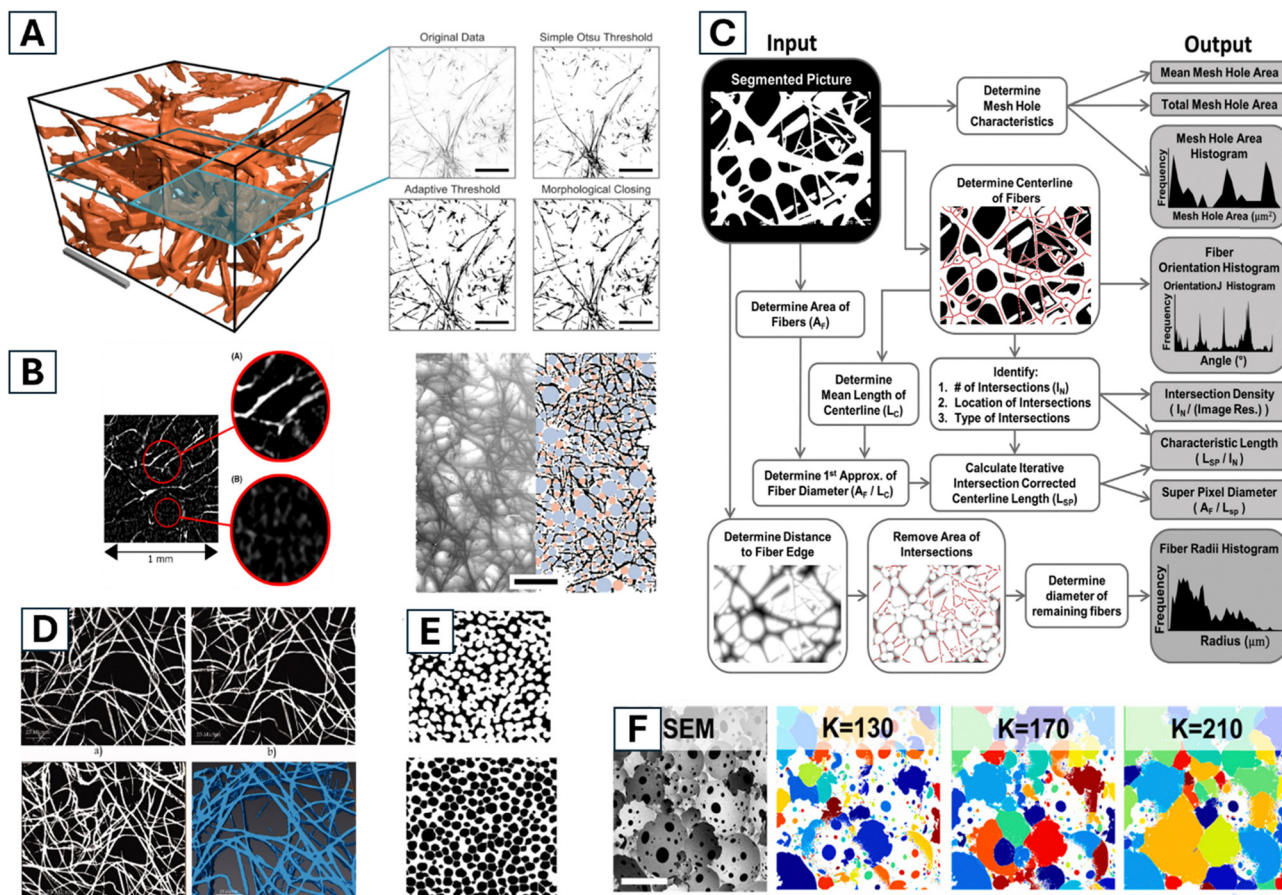 A
Original Data
Simple Otsu Threshold
Adaptive Threshold
Morphological Closing
B
(A)
(B)
1 mm
C
Input
Output
Segmented Picture
Determine
Mesh Hole
Characteristics
Mean Mesh Hole Area
Total Mesh Hole Area
Mesh Hole Area
Histogram
Frequency
Mesh Hole Area (μm²)
Determine Centerline
of Fibers
Fiber
Orientation Histogram
OrientationJ Histogram
Frequency
Angle (°)
Determine Area of
Fibers (A_F)
Determine
Mean Length of
Centerline (L_C)
Identify:
1. # of Intersections (I_N)
2. Location of Intersections
3. Type of Intersections
Intersection Density
( I_N / (Image Res.) )
Characteristic Length
( L_SP / I_N )
Determine 1st Approx. of
Fiber Diameter (A_F / L_C)
Calculate Iterative
Intersection Corrected
Centerline Length (L_SP)
Super Pixel Diameter
( A_F / L_sp )
Determine Distance
to Fiber Edge
Remove Area of
Intersections
Determine
diameter of
remaining fibers
Fiber Radii Histogram
Frequency
Radius (μm)
D
a)
b)
E
F
SEM
K=130
K=170
K=210